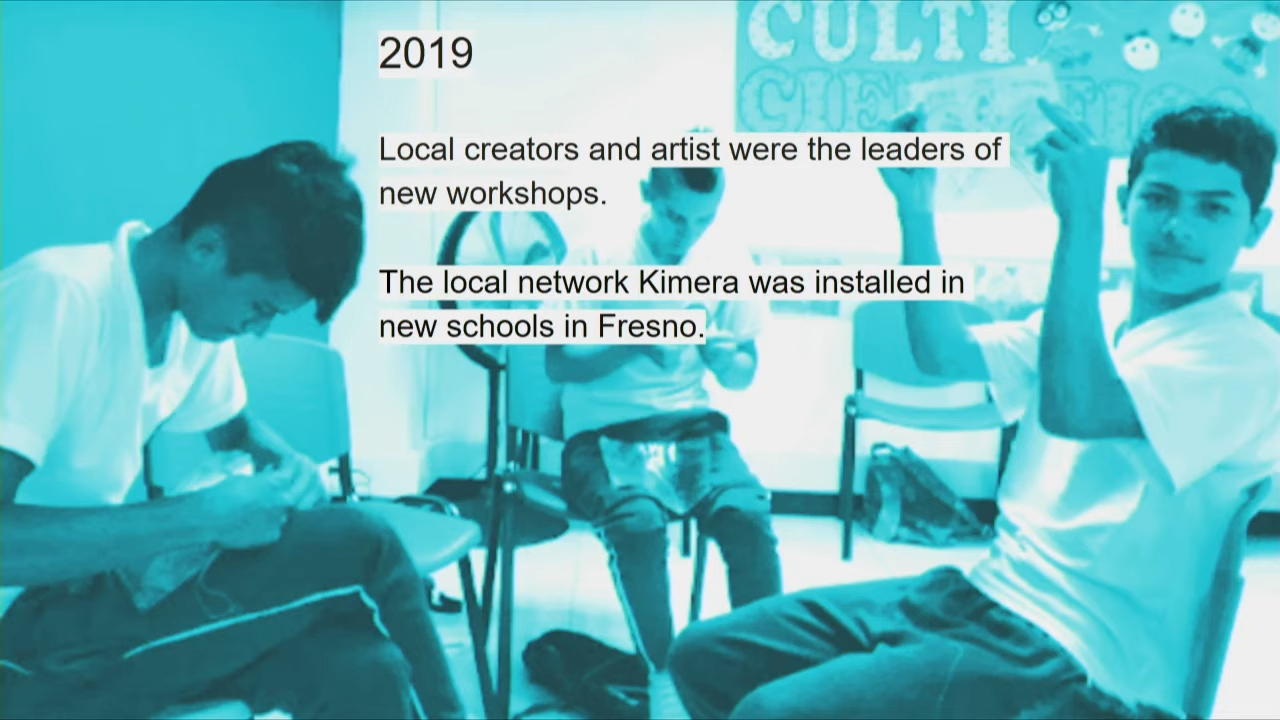 2019
Local creators and artist were the leaders of
new workshops.
The local network Kimera was installed in
new schools in Fresno.
CULTI